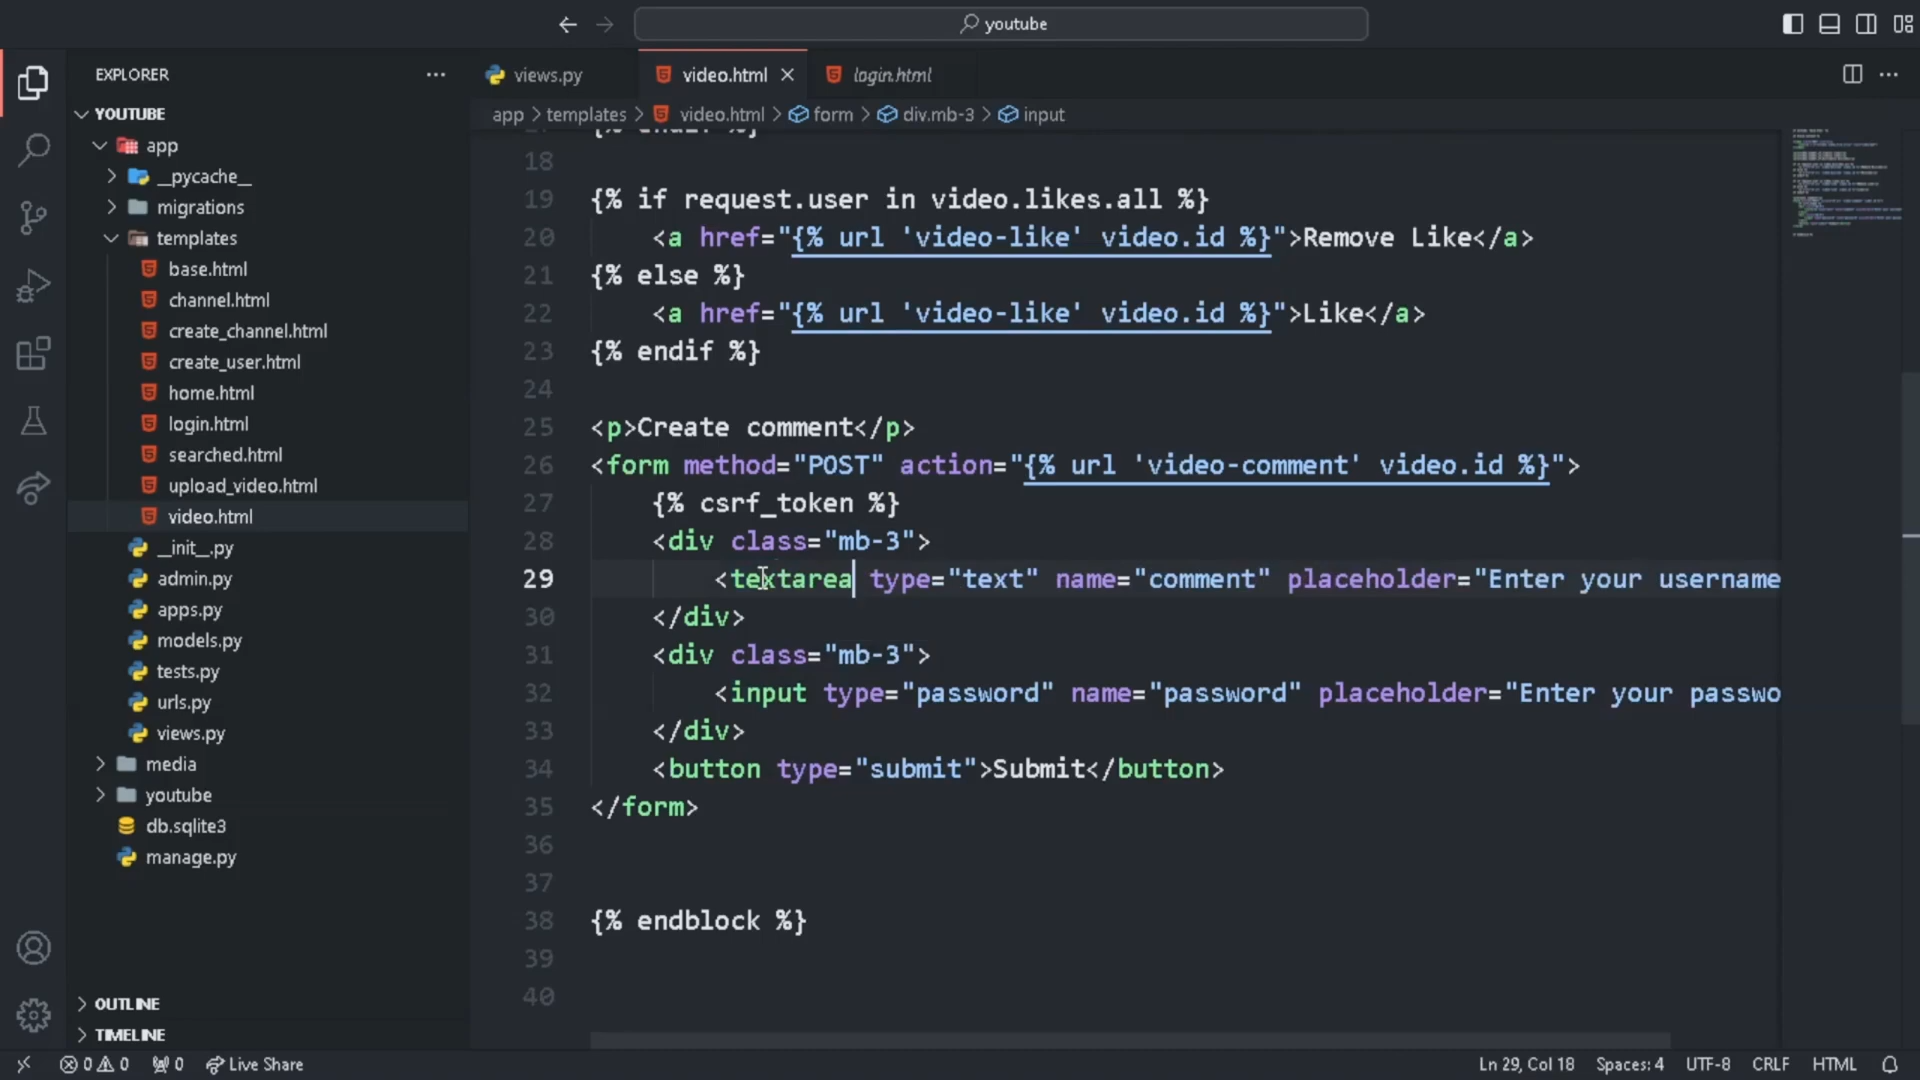 youtube
EXPLORER
YOUTUBE
app
__pycache__
migrations
templates
base.html
channel.html
create_channel.html
create_user.html
home.html
login.html
searched.html
upload_video.html
video.html
__init__.py
admin.py
apps.py
models.py
tests.py
urls.py
views.py
media
youtube
db.sqlite3
manage.py
OUTLINE
TIMELINE
views.py video.html login.html
app > templates > video.html > form > div.mb-3 > input
{% endif %}
18
19 {% if request.user in video.likes.all %}
20 <a href="{% url 'video-like' video.id %}">Remove Like</a>
21 {% else %}
22 <a href="{% url 'video-like' video.id %}">Like</a>
23 {% endif %}
24
25 <p>Create comment</p>
26 <form method="POST" action="{% url 'video-comment' video.id %}">
27 {% csrf_token %}
28 <div class="mb-3">
29 <textarea type="text" name="comment" placeholder="Enter your username
30 </div>
31 <div class="mb-3">
32 <input type="password" name="password" placeholder="Enter your passwo
33 </div>
34 <button type="submit">Submit</button>
35 </form>
36
37
38 {% endblock %}
39
40
0 0 0 Live Share Ln 29, Col 18 Spaces: 4 UTF-8 CRLF HTML